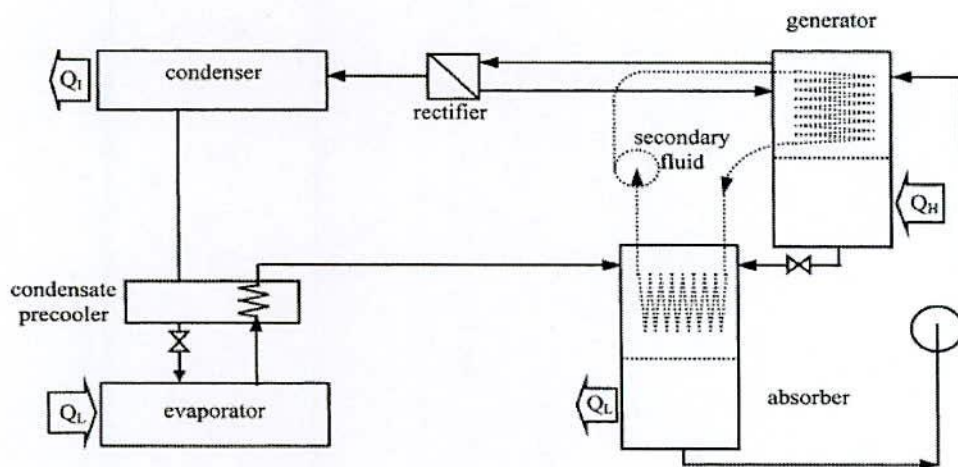 generator
condenser
Q_I
rectifier
secondary
fluid
Q_H
condensate
precooler
Q_L
evaporator
Q_L
absorber